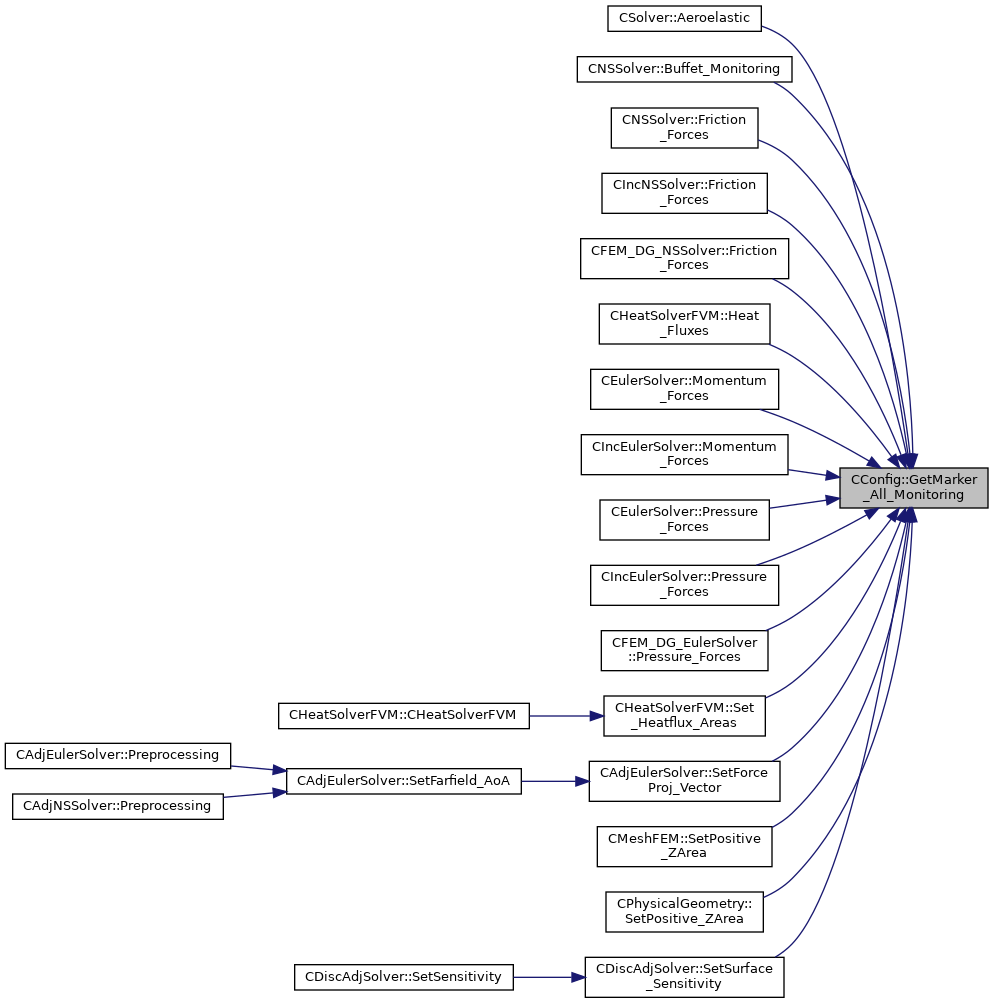 CSolver::Aeroelastic
CNSSolver::Buffet_Monitoring
CNSSolver::Friction
_Forces
CIncNSSolver::Friction
_Forces
CFEM_DG_NSSolver::Friction
_Forces
CHeatSolverFVM::Heat
_Fluxes
CEulerSolver::Momentum
_Forces
CIncEulerSolver::Momentum
_Forces
CConfig::GetMarker
_All_Monitoring
CEulerSolver::Pressure
_Forces
CIncEulerSolver::Pressure
_Forces
CFEM_DG_EulerSolver
::Pressure_Forces
CHeatSolverFVM::CHeatSolverFVM
CHeatSolverFVM::Set
_Heatflux_Areas
CAdjEulerSolver::Preprocessing
CAdjNSSolver::Preprocessing
CAdjEulerSolver::SetFarfield_AoA
CAdjEulerSolver::SetForce
Proj_Vector
CMeshFEM::SetPositive
_ZArea
CPhysicalGeometry::
SetPositive_ZArea
CDiscAdjSolver::SetSensitivity
CDiscAdjSolver::SetSurface
_Sensitivity